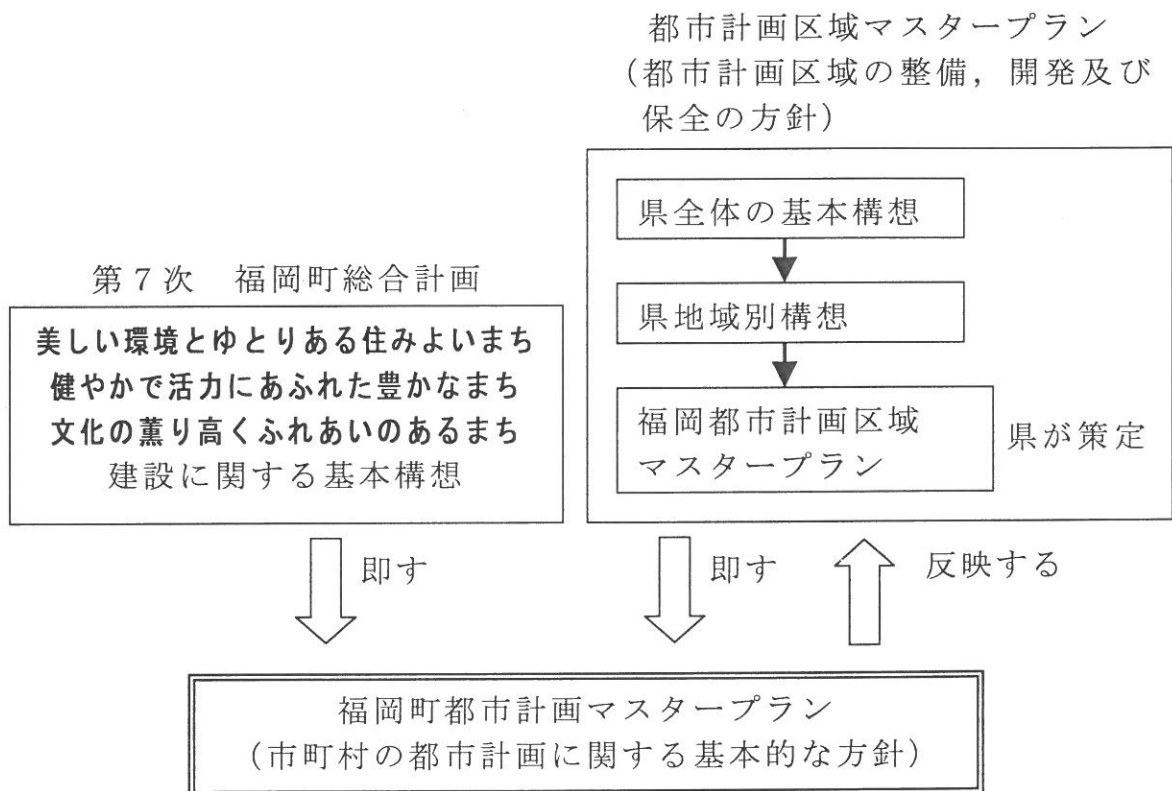 都市計画区域マスタープラン
（都市計画区域の整備，開発及び
保全の方針）
県全体の基本構想
県地域別構想
福岡都市計画区域
マスタープラン
県が策定
第７次　福岡町総合計画
美しい環境とゆとりある住みよいまち
健やかで活力にあふれた豊かなまち
文化の薫り高くふれあいのあるまち
建設に関する基本構想
即す
即す
反映する
福岡町都市計画マスタープラン
（市町村の都市計画に関する基本的な方針）